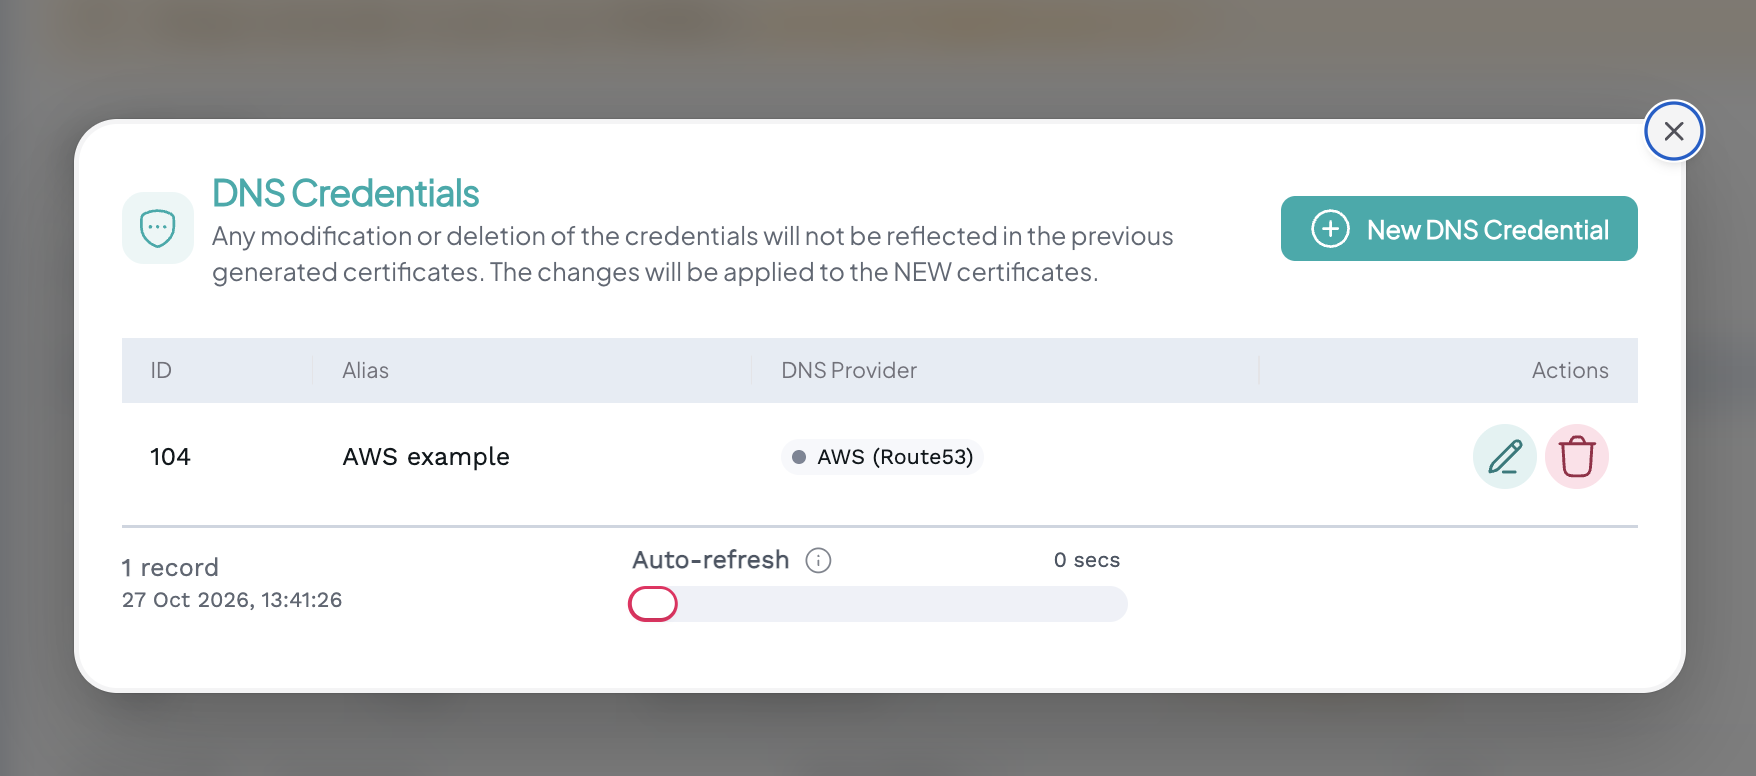 DNS Credentials
Any modification or deletion of the credentials will not be reflected in the previous
generated certificates. The changes will be applied to the NEW certificates.
New DNS Credential
ID Alias DNS Provider Actions
104 AWS example AWS (Route53)
1 record
27 Oct 2026, 13:41:26
Auto-refresh 0 secs